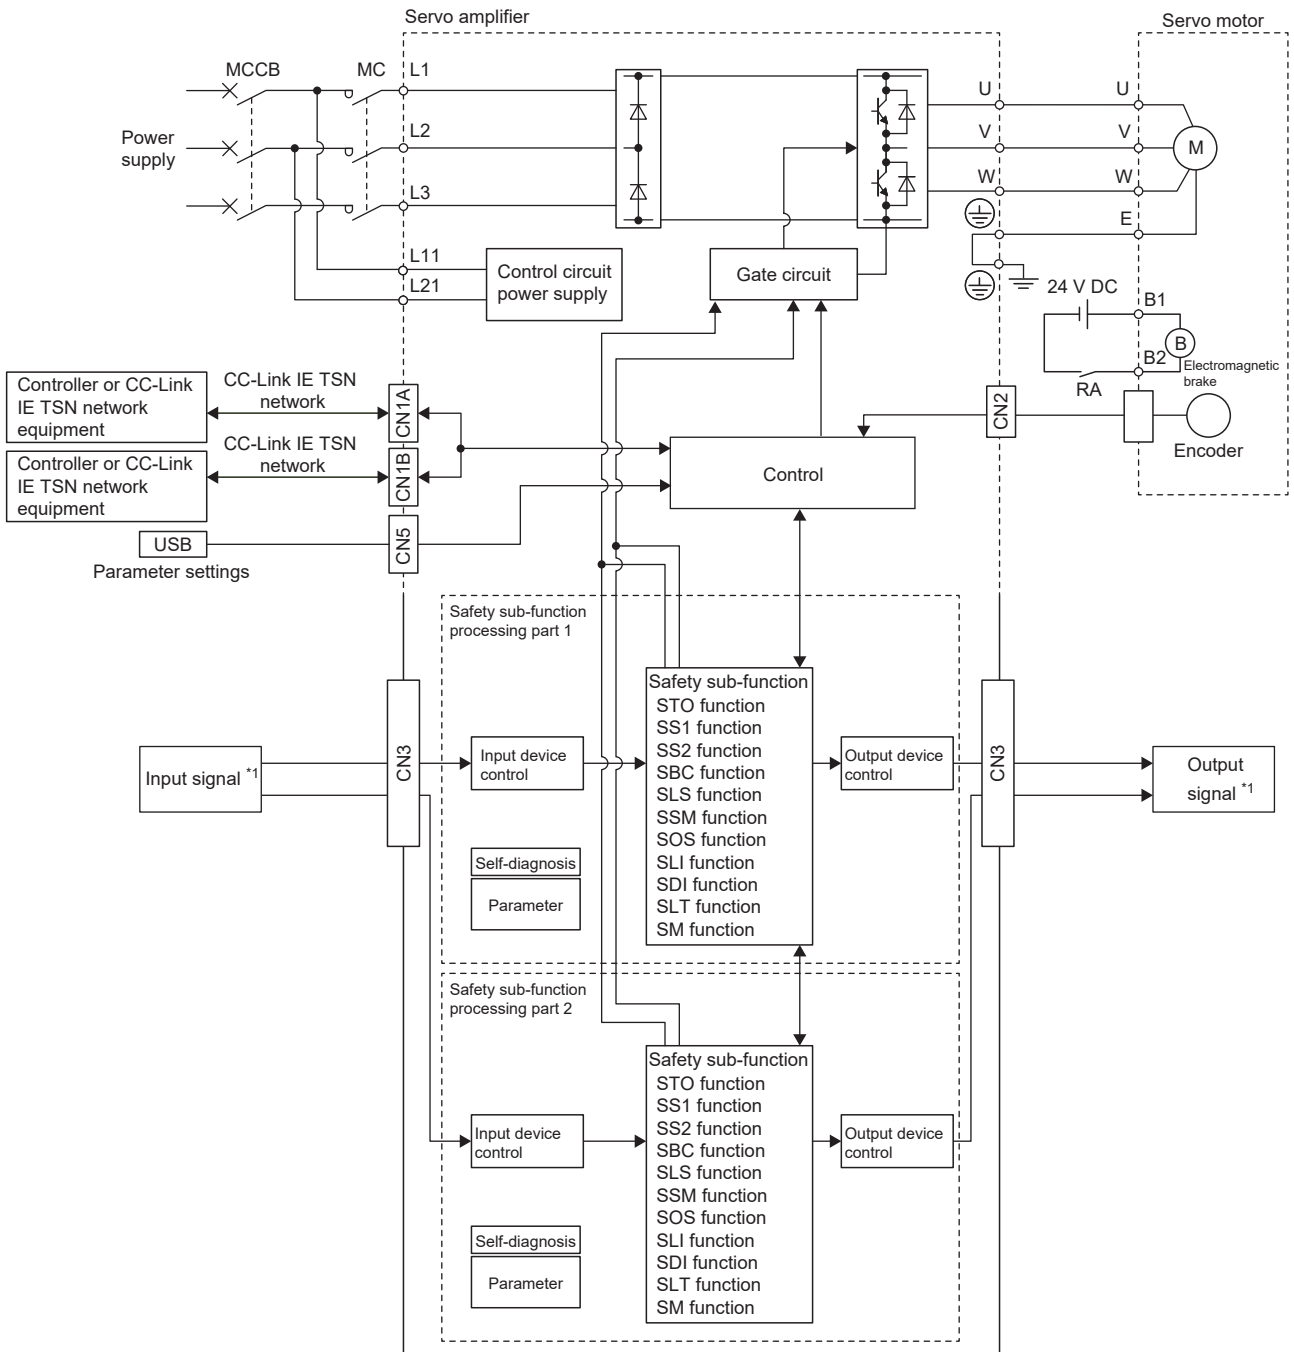 Servo amplifier
Servo motor
MCCB
MC
L1
L2
L3
Power
supply
U
V
W
U
V
W
E
M
L11
L21
Control circuit
power supply
Gate circuit
24 V DC
B1
B2
B
RA
Electromagnetic
brake
Controller or CC-Link
IE TSN network
equipment
CC-Link IE TSN
network
CN1A
Controller or CC-Link
IE TSN network
equipment
CC-Link IE TSN
network
CN1B
CN2
Encoder
Control
USB
CN5
Parameter settings
Safety sub-function
processing part 1
Input signal *1
CN3
Input device
control
Self-diagnosis
Parameter
Safety sub-function
STO function
SS1 function
SS2 function
SBC function
SLS function
SSM function
SOS function
SLI function
SDI function
SLT function
SM function
Output device
control
CN3
Output
signal *1
Safety sub-function
processing part 2
Input device
control
Self-diagnosis
Parameter
Safety sub-function
STO function
SS1 function
SS2 function
SBC function
SLS function
SSM function
SOS function
SLI function
SDI function
SLT function
SM function
Output device
control